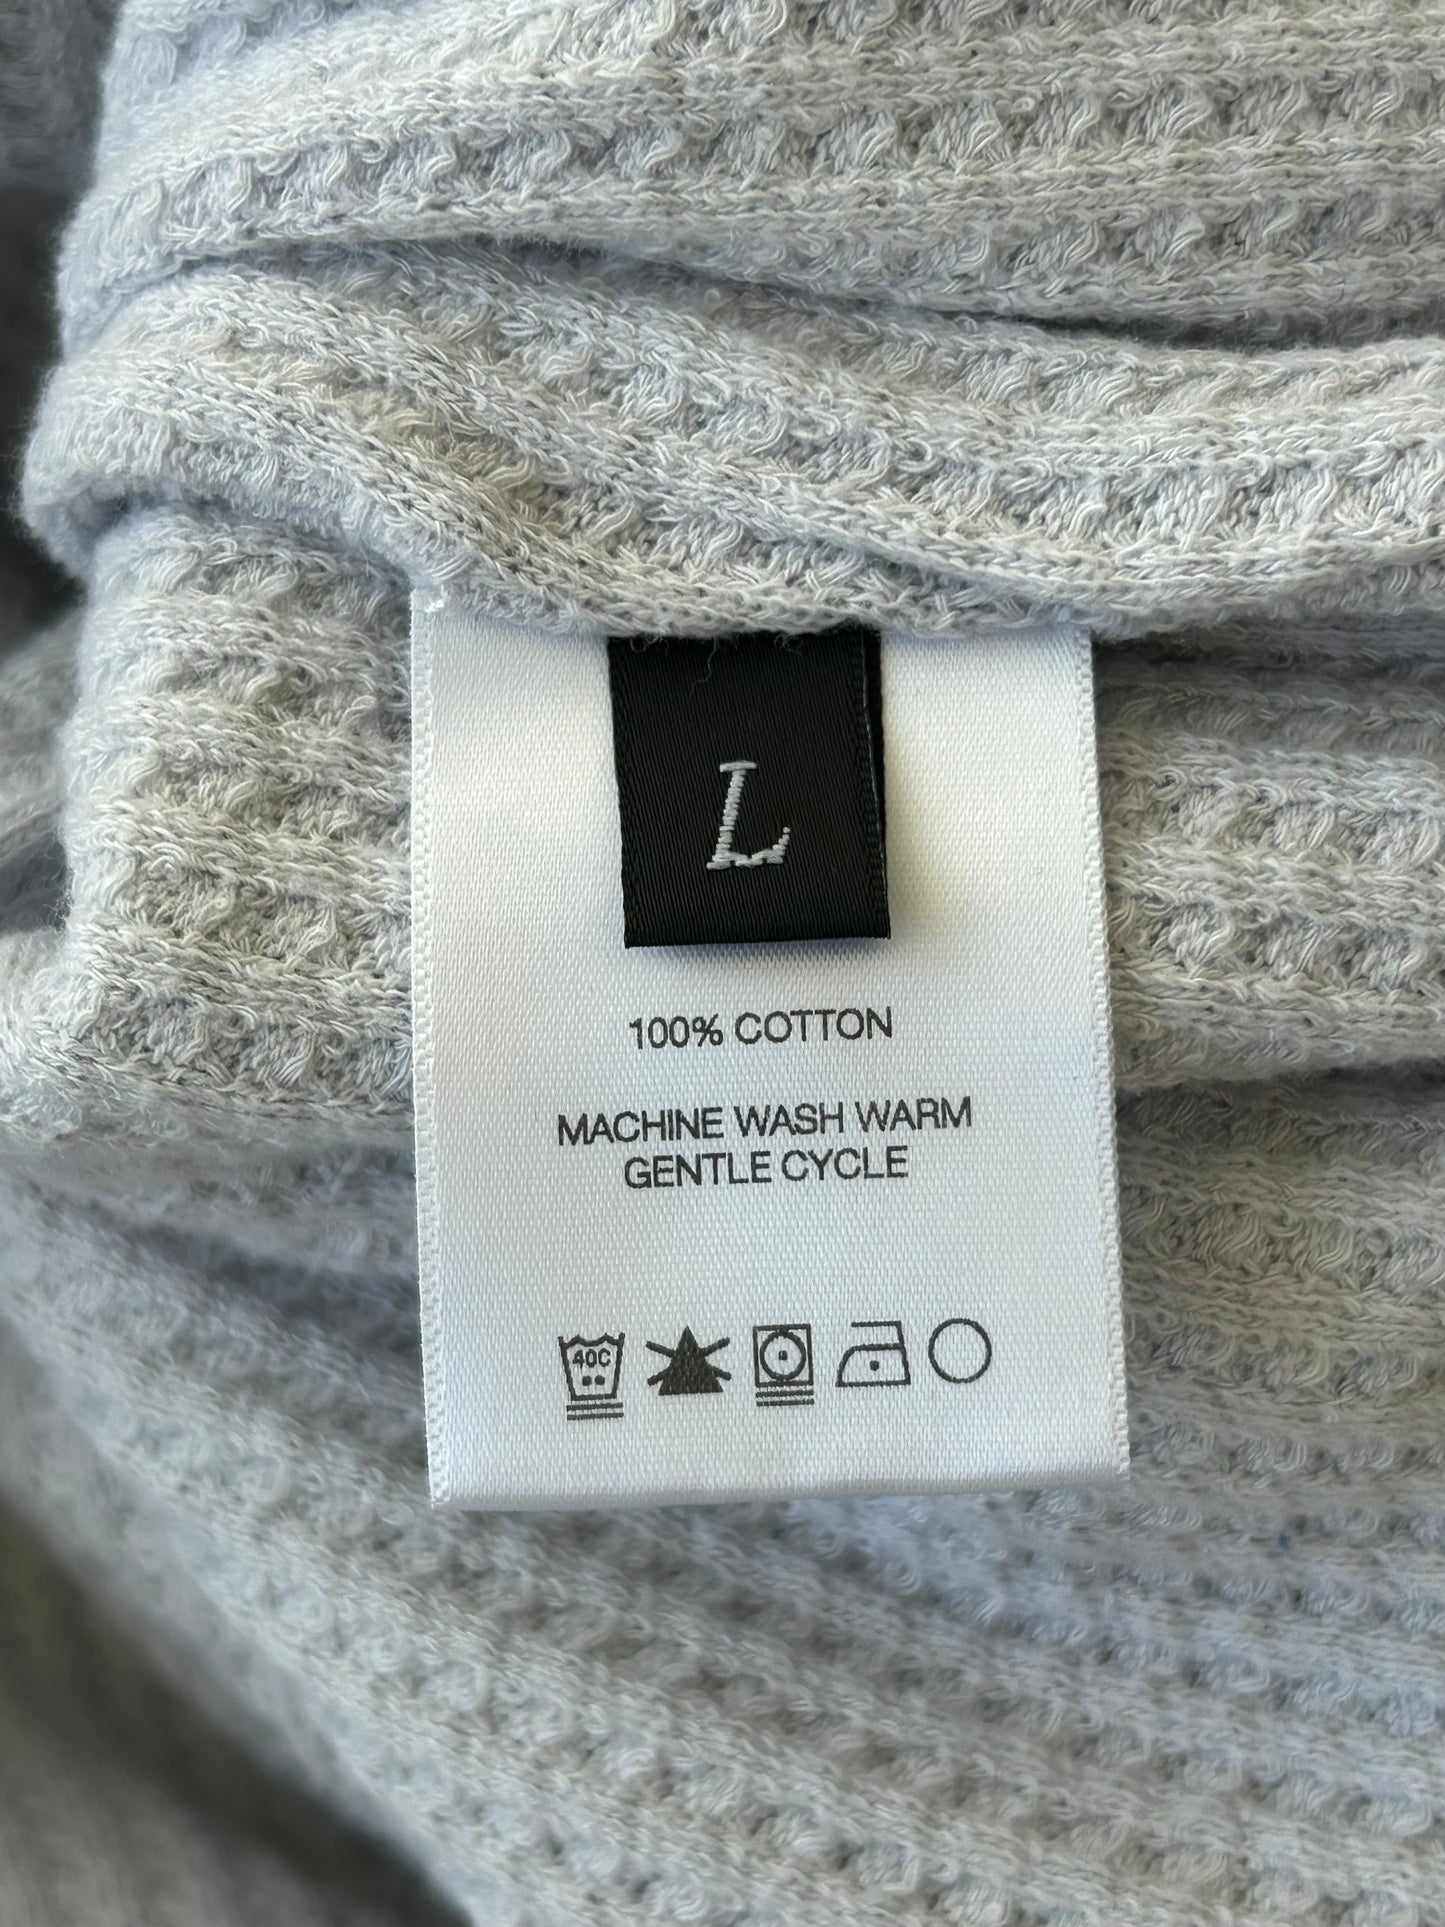 L
100% COTTON
MACHINE WASH WARM
GENTLE CYCLE
40C